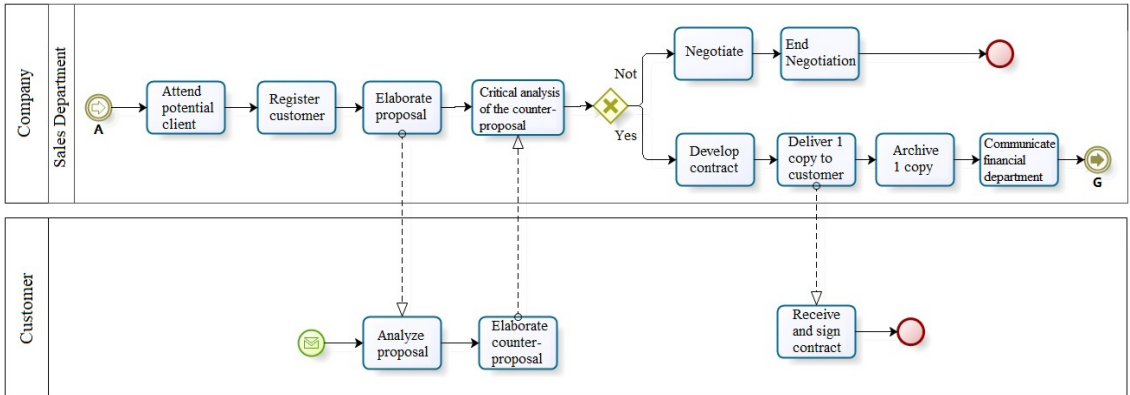 Company
Sales Department
A
Attend
potential
client
Register
customer
Elaborate
proposal
Critical analysis
of the counter-
proposal
Not
Yes
Negotiate
End
Negotiation
Develop
contract
Deliver 1
copy to
customer
Archive
1 copy
Communicate
financial
department
G
Customer
Analyze
proposal
Elaborate
counter-
proposal
Receive
and sign
contract